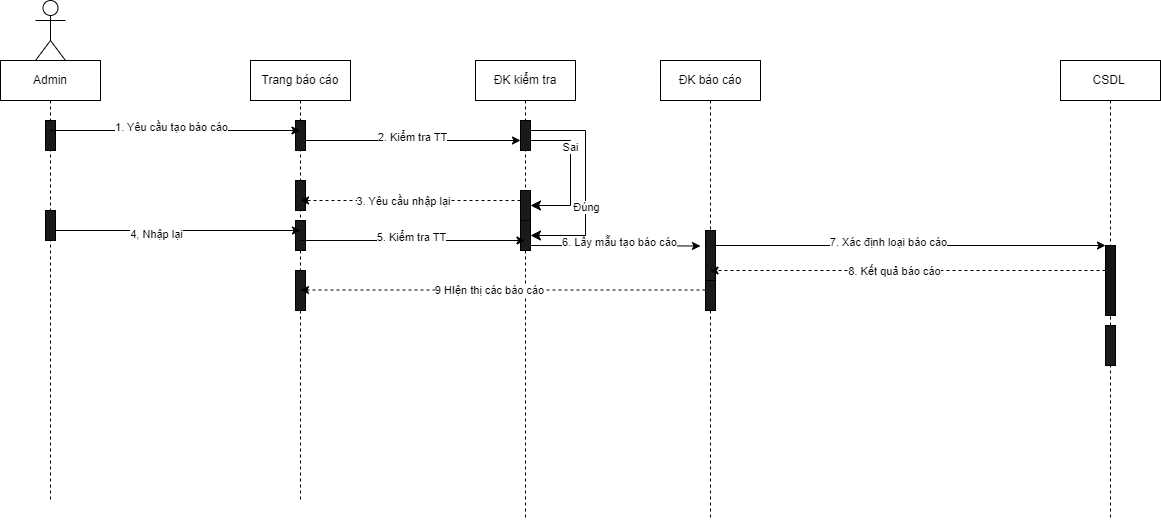 Admin
Trang báo cáo
ĐK kiểm tra
ĐK báo cáo
CSDL
1. Yêu cầu tạo báo cáo
2. Kiểm tra TT
Sai
3. Yêu cầu nhập lại
Đúng
4, Nhập lại
5. Kiểm tra TT
6. Lấy mẫu tạo báo cáo
7. Xác định loại báo cáo
8. Kết quả báo cáo
9 HIện thị các báo cáo